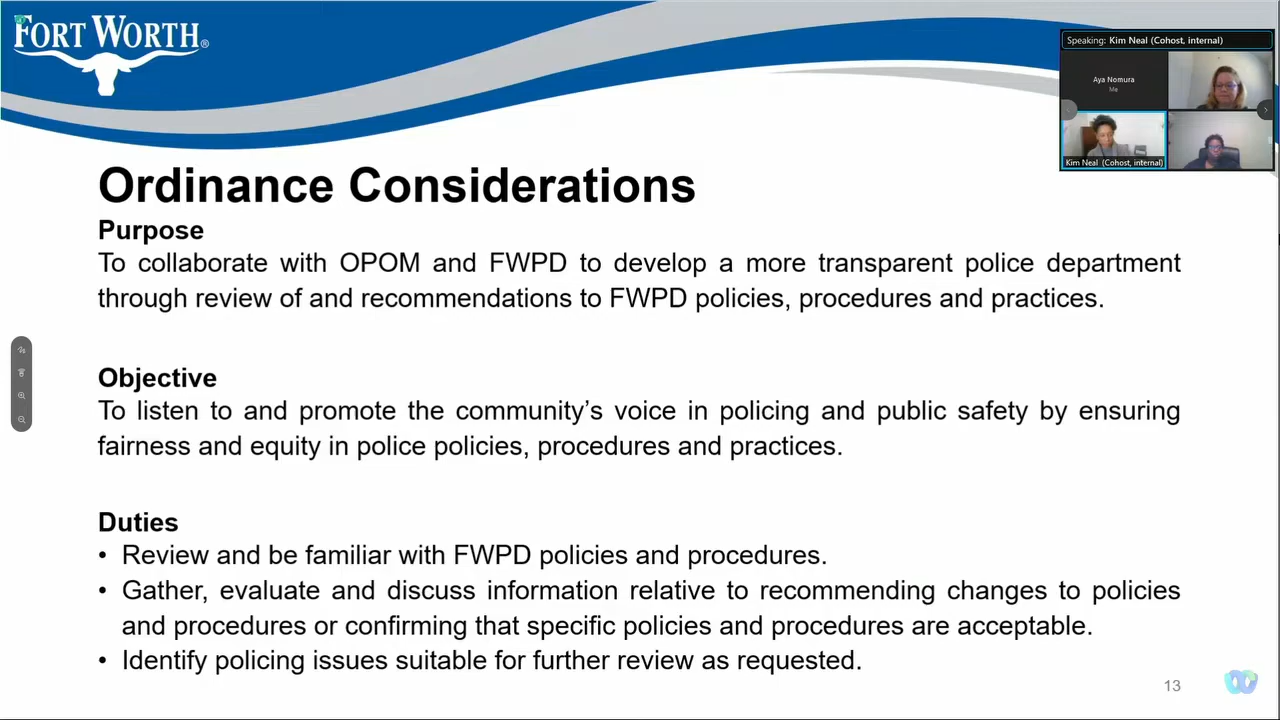 FORT WORTH®
Speaking: Kim Neal (Cohost, internal)
Aya Nomura
Me
Kim Neal (Cohost, internal)
Ordinance Considerations
Purpose
To collaborate with OPOM and FWPD to develop a more transparent police department
through review of and recommendations to FWPD policies, procedures and practices.
Objective
To listen to and promote the community’s voice in policing and public safety by ensuring
fairness and equity in police policies, procedures and practices.
Duties
• Review and be familiar with FWPD policies and procedures.
• Gather, evaluate and discuss information relative to recommending changes to policies
and procedures or confirming that specific policies and procedures are acceptable.
• Identify policing issues suitable for further review as requested.
13